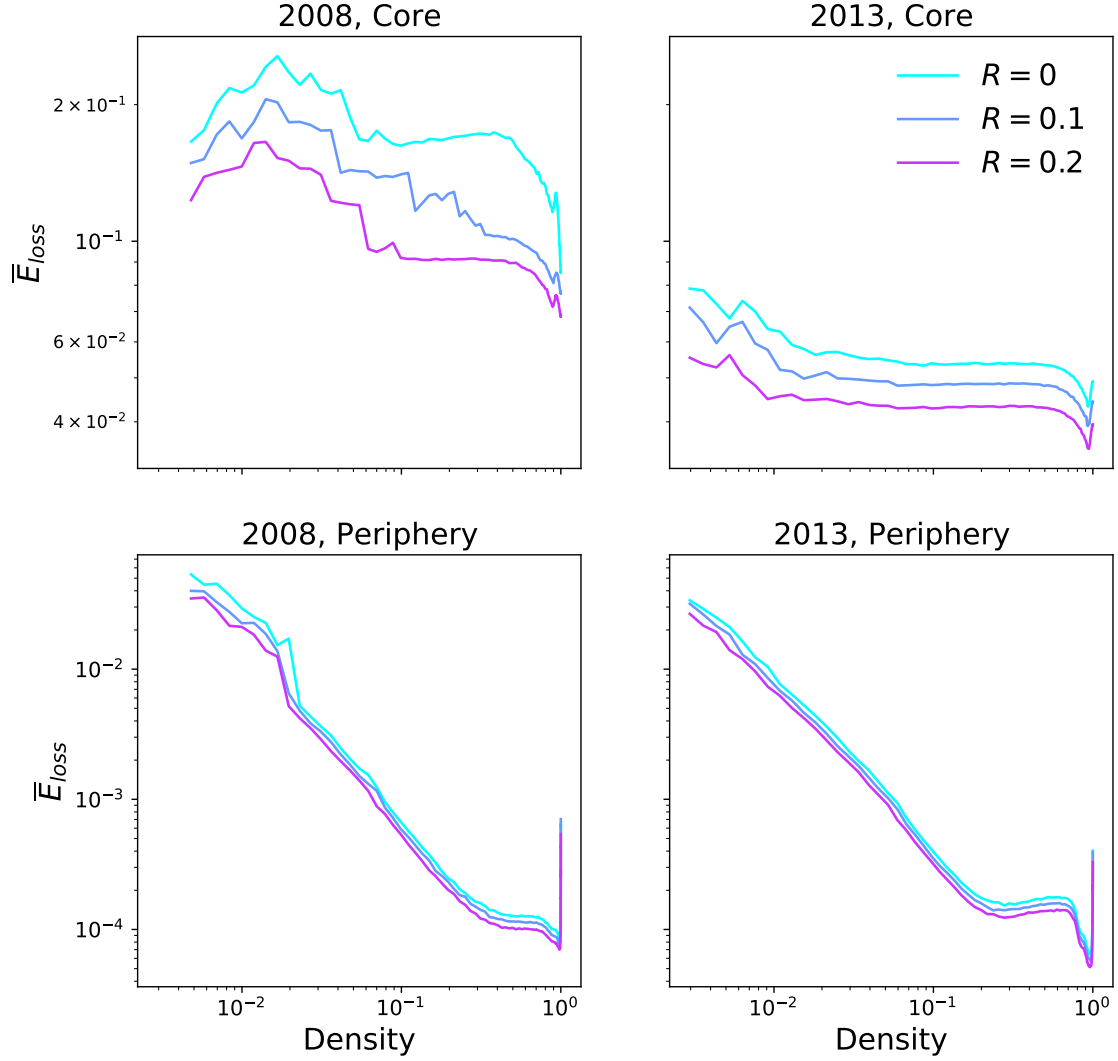 2008, Core
2013, Core
2 × 10⁻¹
10⁻¹
6 × 10⁻²
4 × 10⁻²
E̅_loss
R = 0
R = 0.1
R = 0.2
2008, Periphery
2013, Periphery
10⁻²
10⁻³
10⁻⁴
E̅_loss
10⁻² 10⁻¹ 10⁰
10⁻² 10⁻¹ 10⁰
Density
Density